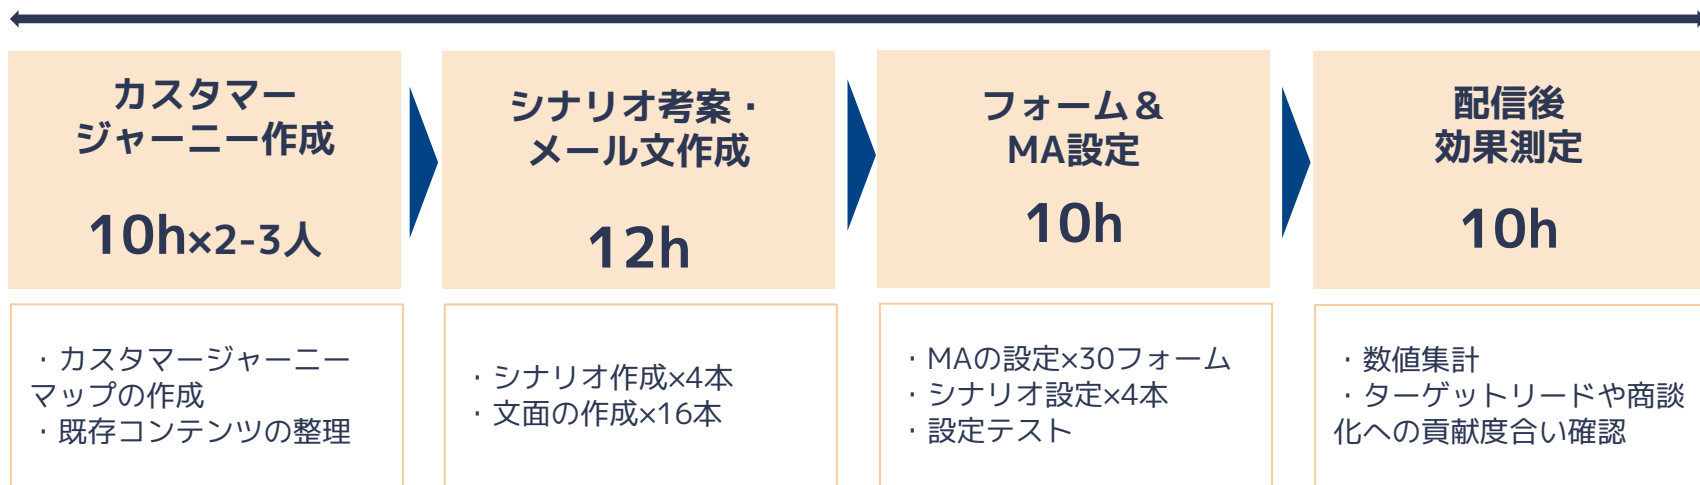 カスタマー
ジャーニー作成
10h×2-3人
シナリオ考案・
メール文作成
12h
フォーム＆
MA設定
10h
配信後
効果測定
10h
・カスタマージャーニー
マップの作成
・既存コンテンツの整理
・シナリオ作成×4本
・文面の作成×16本
・MAの設定×30フォーム
・シナリオ設定×4本
・設定テスト
・数値集計
・ターゲットリードや商談
化への貢献度合い確認